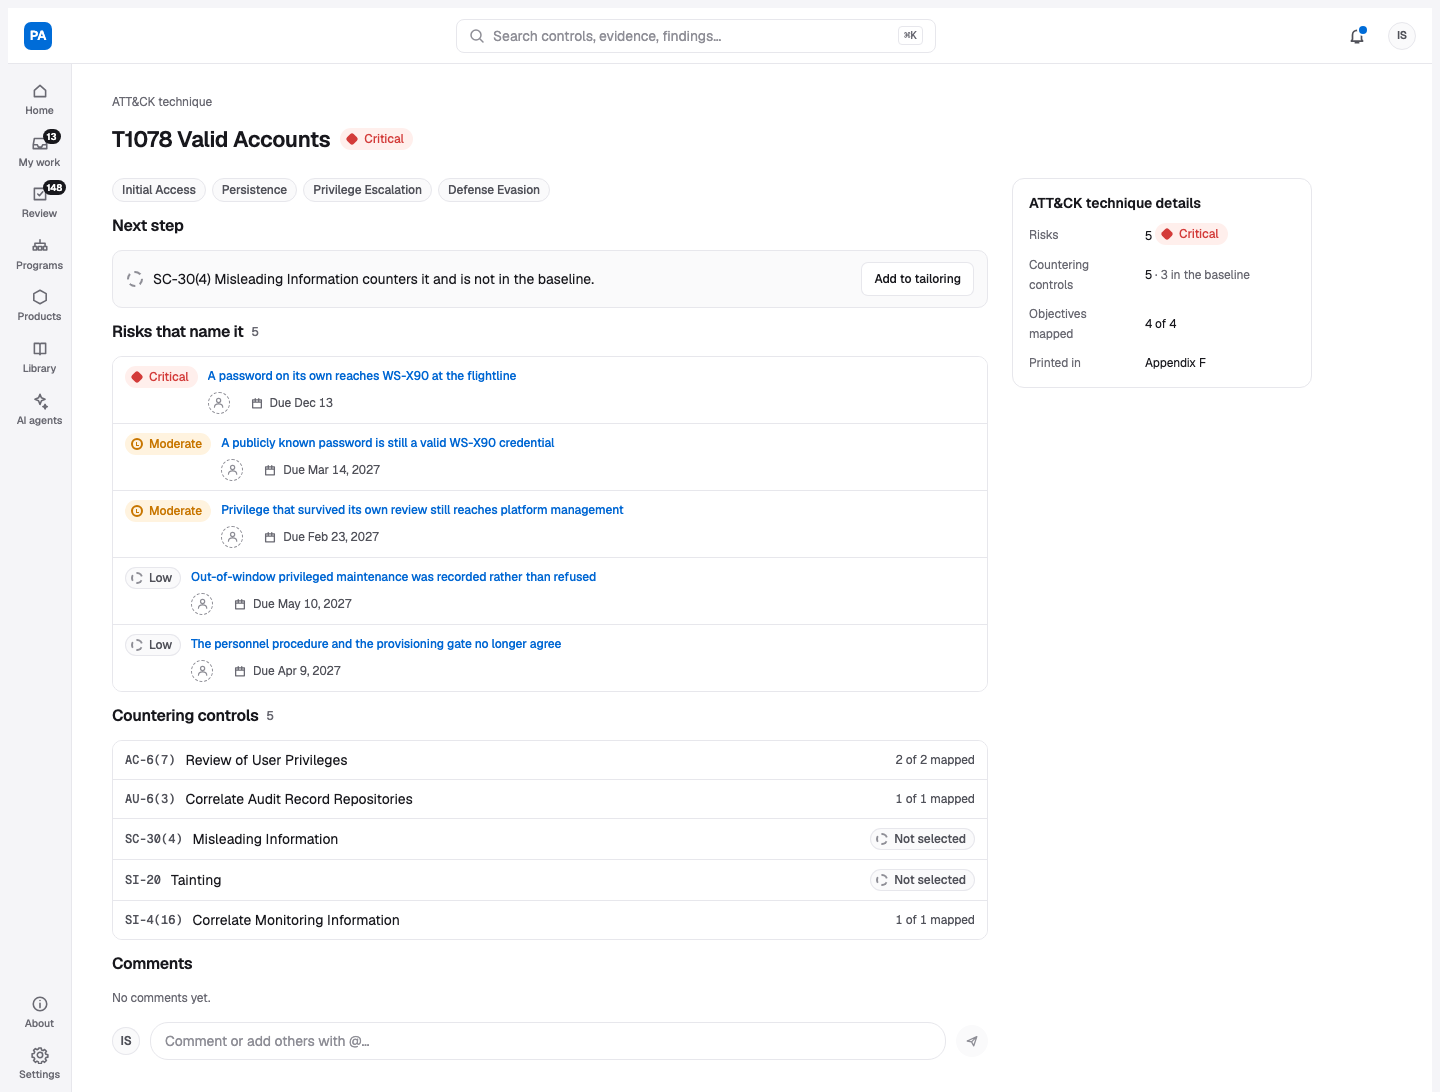 PA
Search controls, evidence, findings...
⌘K
IS
Home
13
My work
148
Review
Programs
Products
Library
AI agents
About
Settings
ATT&CK technique
T1078 Valid Accounts
Critical
Initial Access
Persistence
Privilege Escalation
Defense Evasion
Next step
SC-30(4) Misleading Information counters it and is not in the baseline.
Add to tailoring
Risks that name it 5
Critical A password on its own reaches WS-X90 at the flightline
Due Dec 13
Moderate A publicly known password is still a valid WS-X90 credential
Due Mar 14, 2027
Moderate Privilege that survived its own review still reaches platform management
Due Feb 23, 2027
Low Out-of-window privileged maintenance was recorded rather than refused
Due May 10, 2027
Low The personnel procedure and the provisioning gate no longer agree
Due Apr 9, 2027
Countering controls 5
AC-6(7) Review of User Privileges 2 of 2 mapped
AU-6(3) Correlate Audit Record Repositories 1 of 1 mapped
SC-30(4) Misleading Information Not selected
SI-20 Tainting Not selected
SI-4(16) Correlate Monitoring Information 1 of 1 mapped
Comments
No comments yet.
IS
Comment or add others with @...
ATT&CK technique details
Risks 5 Critical
Countering controls 5 · 3 in the baseline
Objectives mapped 4 of 4
Printed in Appendix F